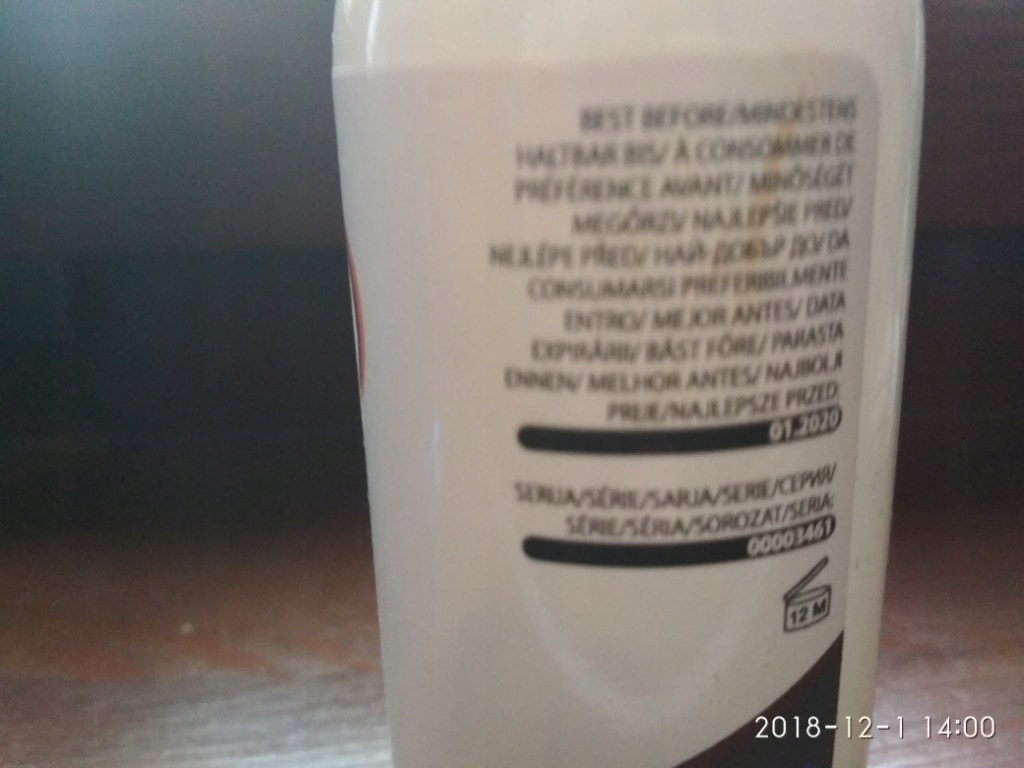 BEST BEFORE/MINDESTENS
HALTBAR BIS/ À CONSOMMER DE
PRÉFÉRENCE AVANT/ MINŐSÉGÉT
MEGŐRZI/ NAJLEPŠIE PRED/
NEJLÉPE PŘED/ НАЙ-ДОБЪР ДО/ DA
CONSUMARSI PREFERIBILMENTE
ENTRO/ MEJOR ANTES/ DATA
EXPIRĂRII/ BÄST FÖRE/ PARASTA
ENNEN/ MELHOR ANTES/ NAJBOLJI
PRIJE/NAJLEPSZE PRZED:
01.2020
SERIJA/SÉRIE/SARJA/SERIE/СЕРИЯ/
SÉRIE/SÉRIA/SOROZAT/SERIA:
00003461
12 M
2018-12-1 14:00